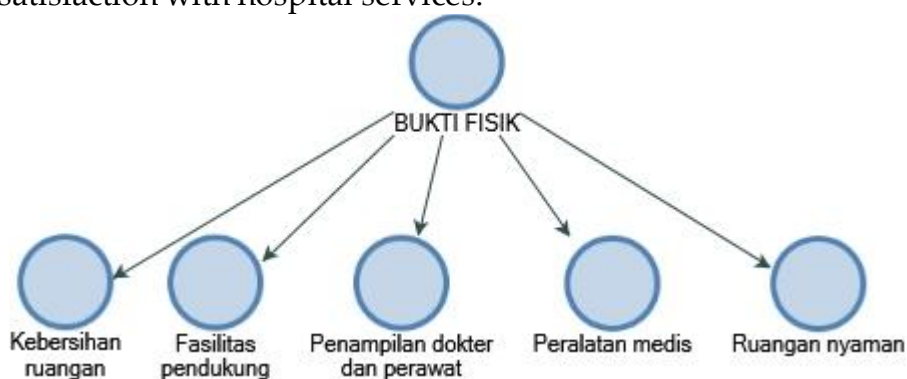 satisfaction with hospital services.
BUKTI FISIK
Kebersihan
ruangan
Fasilitas
pendukung
Penampilan dokter
dan perawat
Peralatan medis
Ruangan nyaman